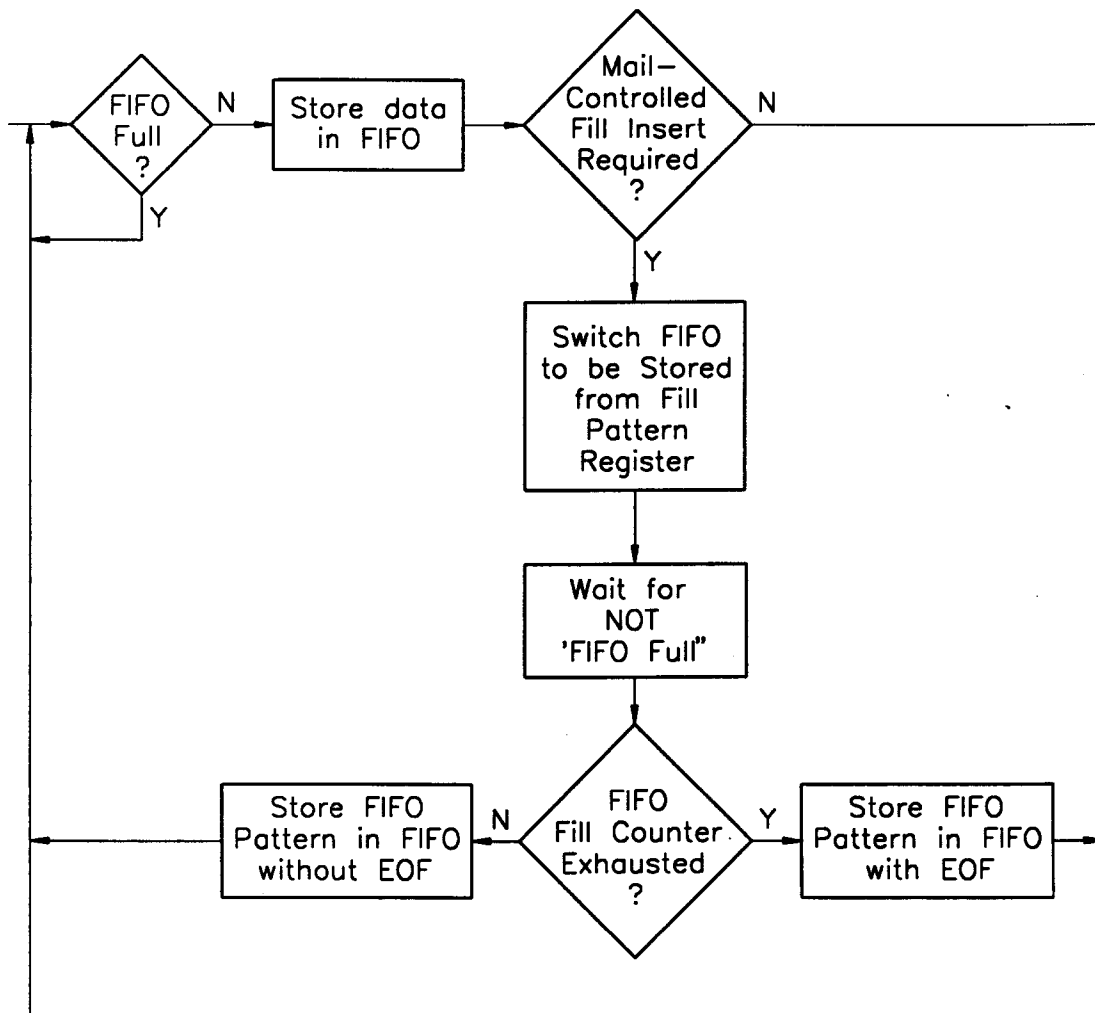 FIFO
Full
?
N
Y
Store data
in FIFO
Mail–
Controlled
Fill Insert
Required
?
N
Y
Switch FIFO
to be Stored
from Fill
Pattern
Register
Wait for
NOT
'FIFO Full"
FIFO
Fill Counter
Exhausted
?
N
Y
Store FIFO
Pattern in FIFO
without EOF
Store FIFO
Pattern in FIFO
with EOF